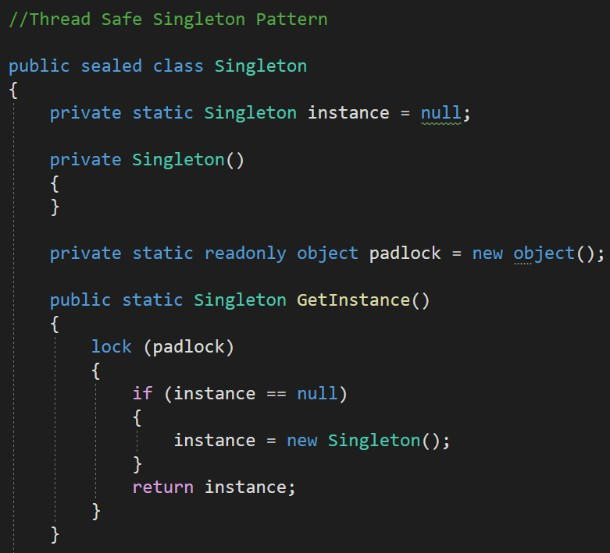 //Thread Safe Singleton Pattern
public sealed class Singleton
{
private static Singleton instance = null;
private Singleton()
{
}
private static readonly object padlock = new object();
public static Singleton GetInstance()
{
lock (padlock)
{
if (instance == null)
{
instance = new Singleton();
}
return instance;
}
}